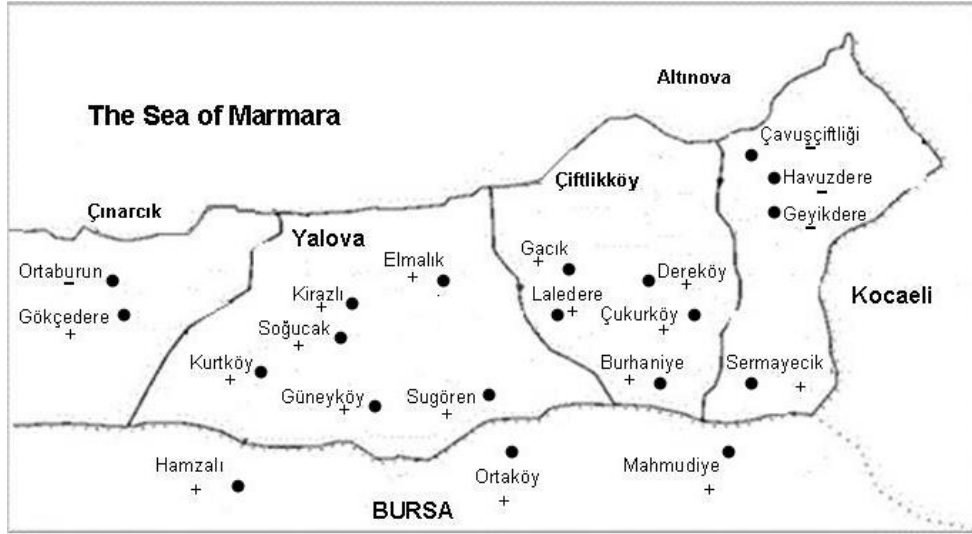 Altınova
The Sea of Marmara
Çavuşçiftliği
–
Havuzdere
–
Çiftlikköy
Çınarcık
Geyikdere
–
Yalova
Gacık
+
Elmalık
+
Ortaburun
–
Dereköy
+
Kocaeli
Kirazlı
+
Laledere
+
Gökçedere
+
Çukurköy
+
Soğucak
+
Kurtköy
+
Burhaniye
+
Sermayecik
+
Güneyköy
+
Sugören
+
Hamzalı
+
Ortaköy
+
Mahmudiye
+
BURSA